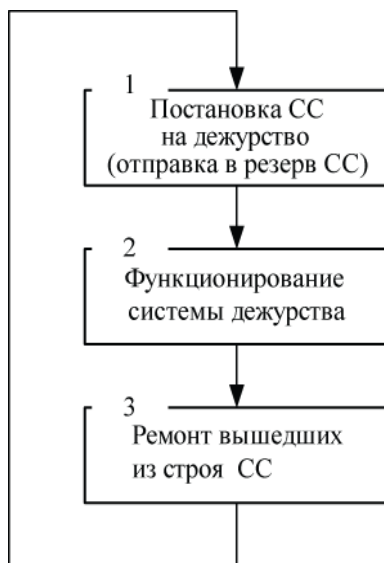 1
Постановка СС
на дежурство
(отправка в резерв СС)
2
Функционирование
системы дежурства
3
Ремонт вышедших
из строя СС